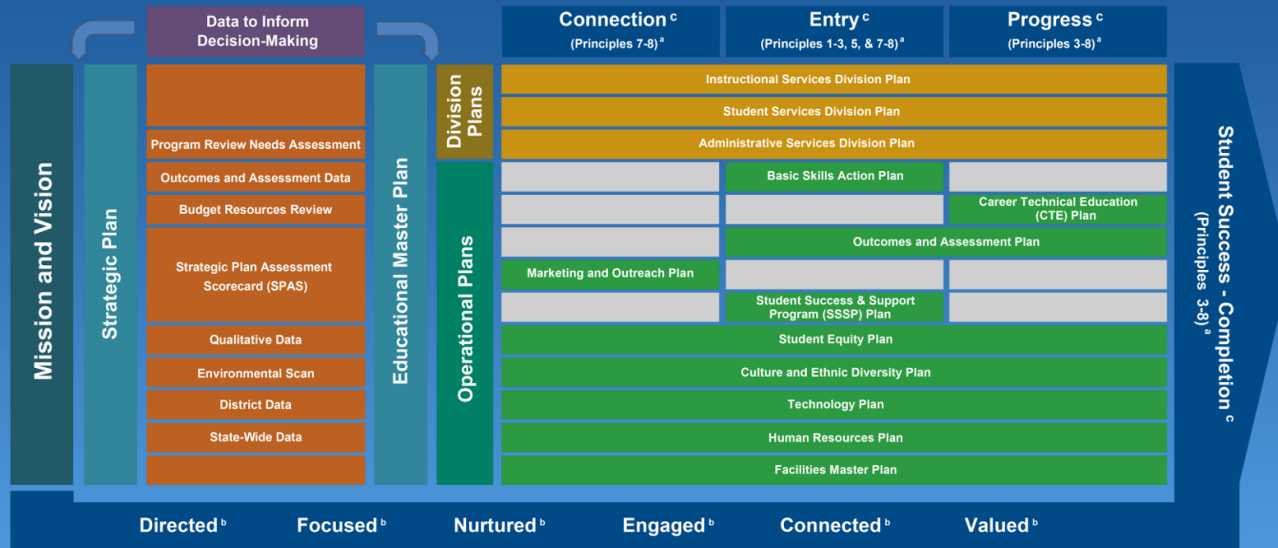 Data to Inform
Decision-Making
Connection c
(Principles 7-8) a
Entry c
(Principles 1-3, 5, & 7-8) a
Progress c
(Principles 3-8) a
Mission and Vision
Strategic Plan
Program Review Needs Assessment
Outcomes and Assessment Data
Budget Resources Review
Strategic Plan Assessment
Scorecard (SPAS)
Qualitative Data
Environmental Scan
District Data
State-Wide Data
Educational Master Plan
Division
Plans
Operational Plans
Instructional Services Division Plan
Student Services Division Plan
Administrative Services Division Plan
Basic Skills Action Plan
Career Technical Education
(CTE) Plan
Outcomes and Assessment Plan
Marketing and Outreach Plan
Student Success & Support
Program (SSSP) Plan
Student Equity Plan
Culture and Ethnic Diversity Plan
Technology Plan
Human Resources Plan
Facilities Master Plan
Student Success - Completion c
(Principles 3-8) a
Directed b Focused b Nurtured b Engaged b Connected b Valued b